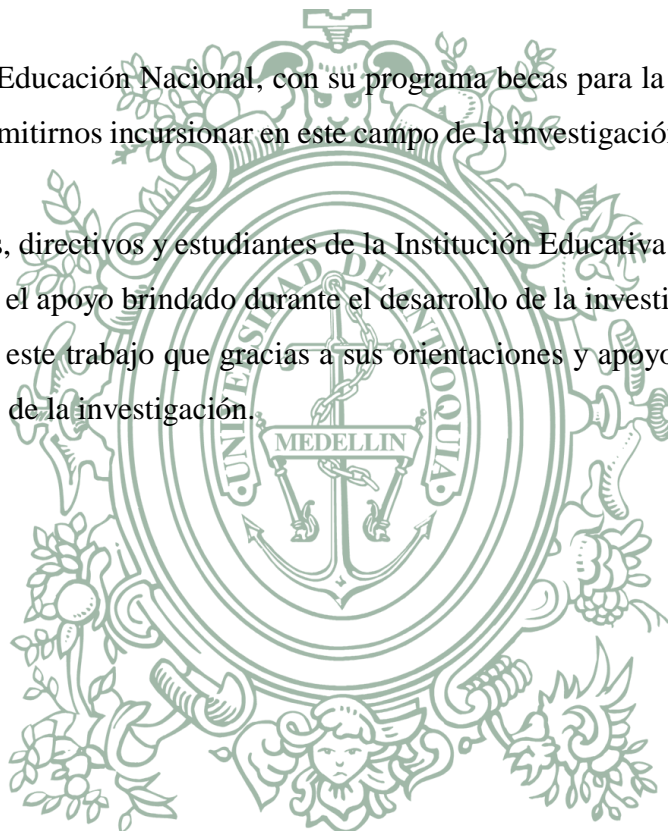 Educación Nacional, con su programa becas para la
mitirnos incursionar en este campo de la investigación
s, directivos y estudiantes de la Institución Educativa
el apoyo brindado durante el desarrollo de la investi
este trabajo que gracias a sus orientaciones y apoyo
de la investigación.
UNIVERSIDAD DE ANTIOQUIA
MEDELLIN